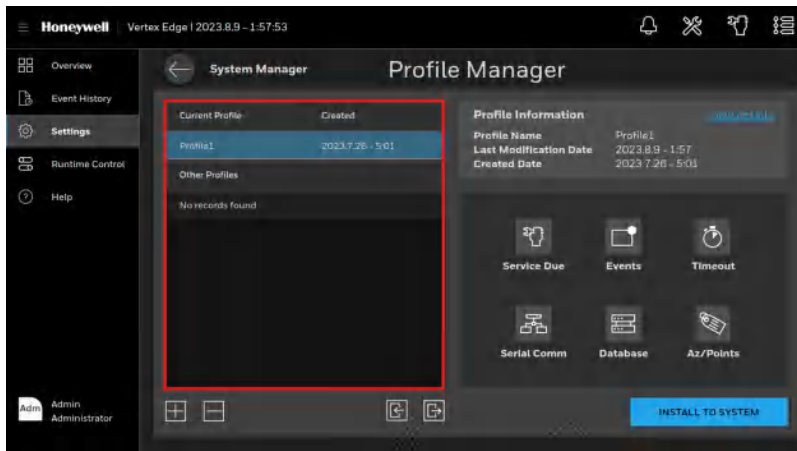 Honeywell Vertex Edge | 2023.8.9 – 1:57:53
Overview
Event History
Settings
Runtime Control
Help
Adm
Admin
Administrator
System Manager
Profile Manager
Current Profile Created
Profile1 2023.7.26 - 5:01
Other Profiles
No records found
Profile Information
Profile Name Profile1
Last Modification Date 2023.8.9 - 1:57
Created Date 2023.7.26 - 5:01
Service Due Events Timeout
Serial Comm Database Az/Points
INSTALL TO SYSTEM